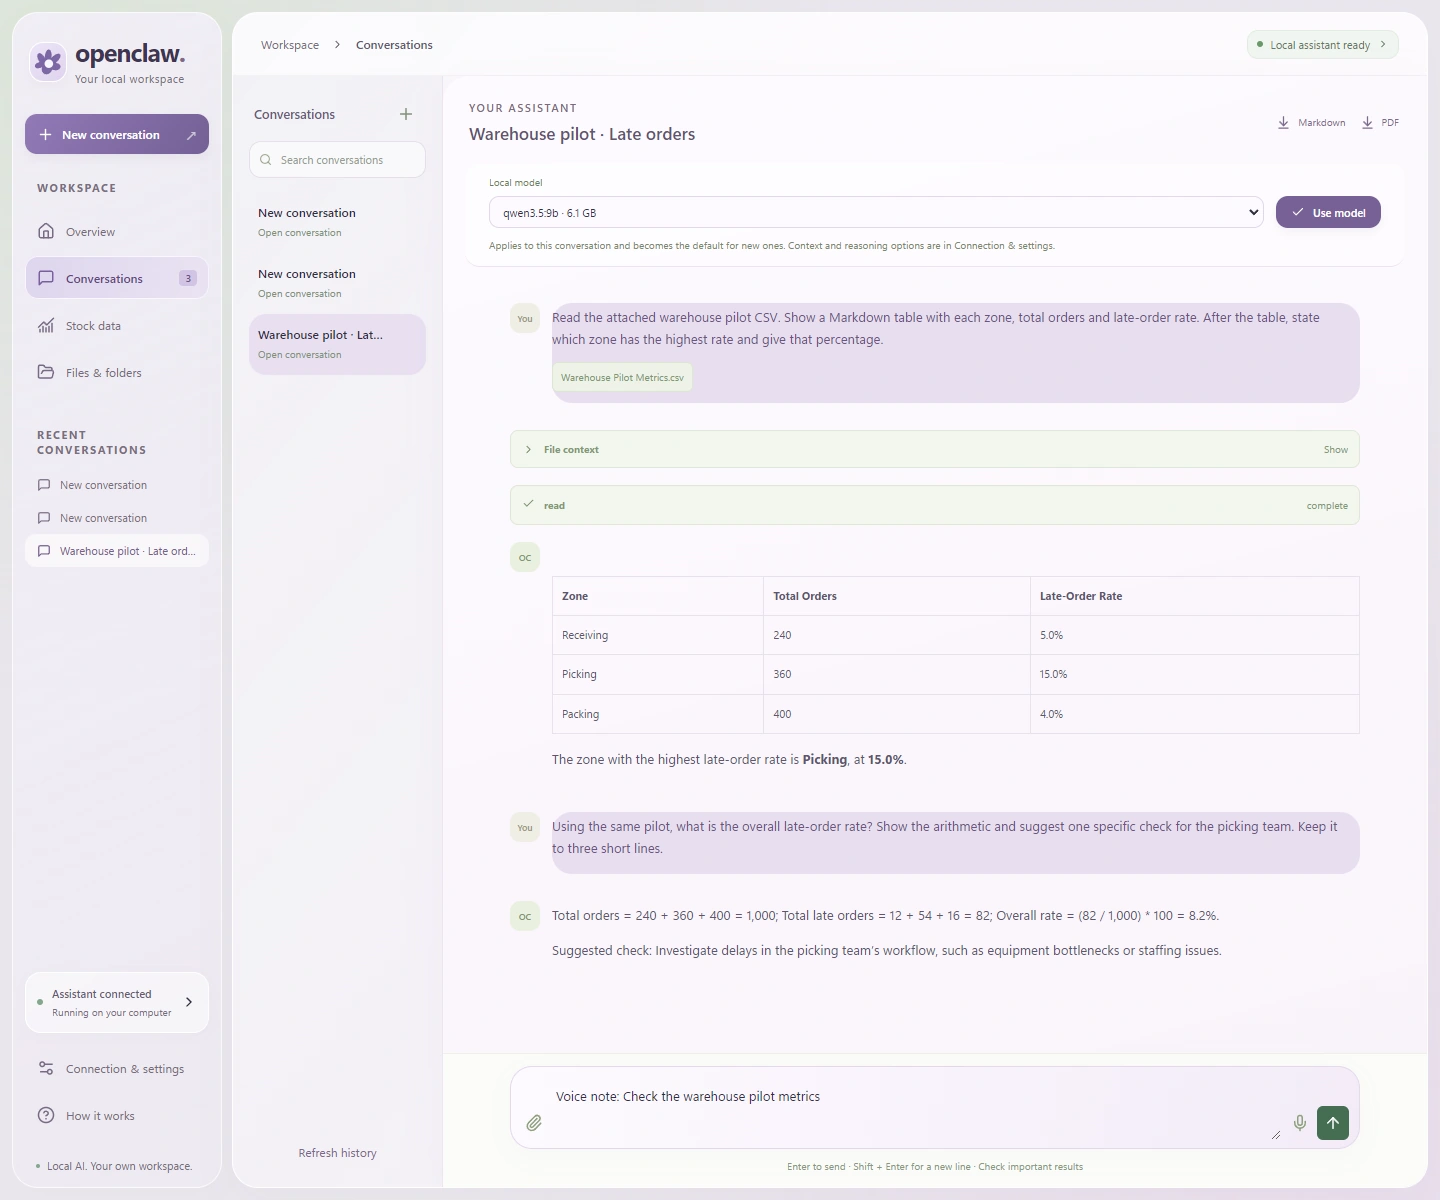 openclaw.
Your local workspace
New conversation
WORKSPACE
Overview
Conversations
3
Stock data
Files & folders
RECENT
CONVERSATIONS
New conversation
New conversation
Warehouse pilot · Late ord...
Assistant connected
Running on your computer
Connection & settings
How it works
Local AI. Your own workspace.
Workspace
Conversations
Local assistant ready
Conversations
Search conversations
New conversation
Open conversation
New conversation
Open conversation
Warehouse pilot · Lat...
Open conversation
Refresh history
YOUR ASSISTANT
Warehouse pilot · Late orders
Markdown
PDF
Local model
qwen3.5:9b · 6.1 GB
Use model
Applies to this conversation and becomes the default for new ones. Context and reasoning options are in Connection & settings.
You
Read the attached warehouse pilot CSV. Show a Markdown table with each zone, total orders and late-order rate. After the table, state
which zone has the highest rate and give that percentage.
Warehouse Pilot Metrics.csv
File context
Show
read
complete
OC
Zone Total Orders Late-Order Rate
Receiving 240 5.0%
Picking 360 15.0%
Packing 400 4.0%
The zone with the highest late-order rate is Picking, at 15.0%.
You
Using the same pilot, what is the overall late-order rate? Show the arithmetic and suggest one specific check for the picking team. Keep it
to three short lines.
OC
Total orders = 240 + 360 + 400 = 1,000; Total late orders = 12 + 54 + 16 = 82; Overall rate = (82 / 1,000) * 100 = 8.2%.
Suggested check: Investigate delays in the picking team's workflow, such as equipment bottlenecks or staffing issues.
Voice note: Check the warehouse pilot metrics
Enter to send · Shift + Enter for a new line · Check important results